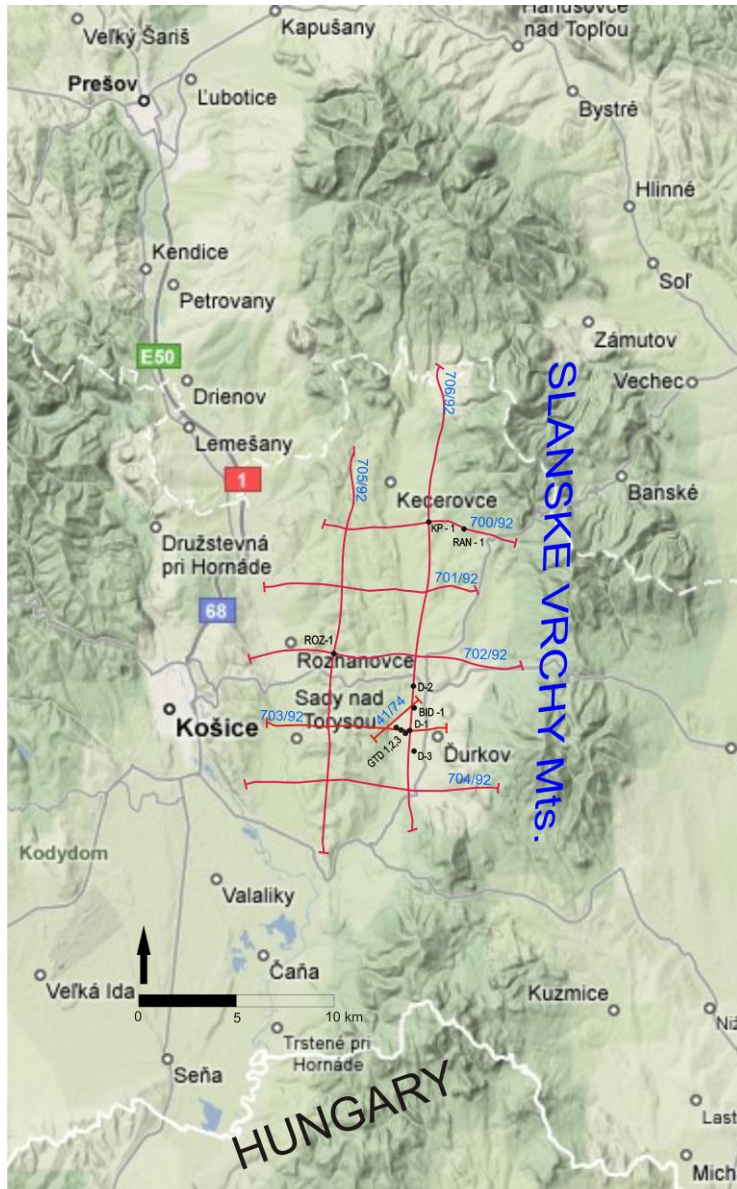 Hanušovce
nad Topľou
Veľký Šariš
Kapušany
Prešov
Ľubotice
Bystré
Hlinné
Kendice
Soľ
Petrovany
Zámutov
E50
Vechec
Drienov
706/92
Lemešany
705/92
1
Banské
Kecerovce
700/92
KP - 1
RAN - 1
Družstevná
pri Hornáde
701/92
68
ROZ-1
Rozhanovce
702/92
D-2
Sady nad
Torysou
41/74
BID -1
703/92
D-1
Košice
GTD 1,2,3
Ďurkov
D-3
704/92
SLANSKE VRCHY Mts.
Kodydom
Valaliky
Čaňa
Veľká Ida
Kuzmice
0 5 10 km
Trstené pri
Hornáde
Seňa
HUNGARY